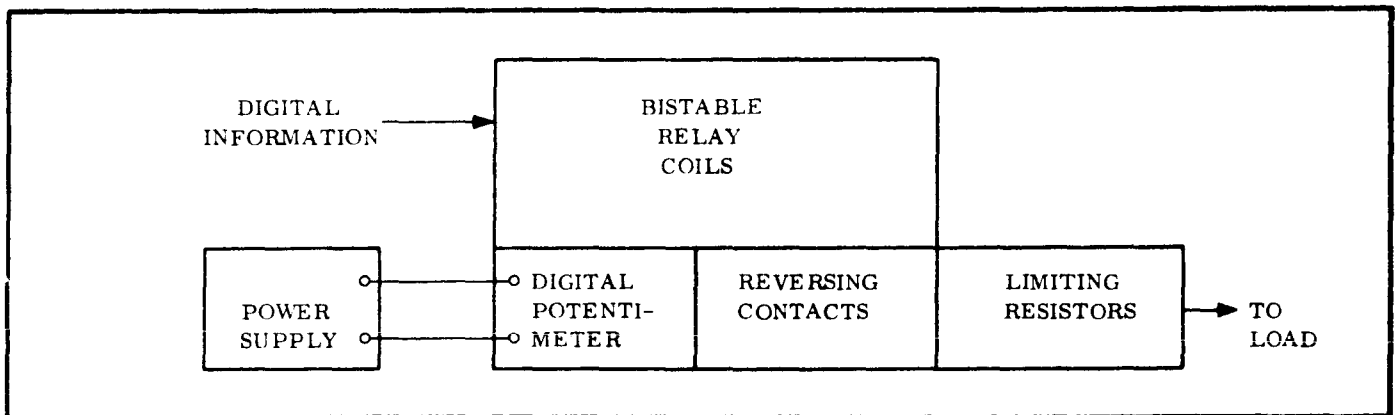 DIGITAL
INFORMATION
BISTABLE
RELAY
COILS
POWER
SUPPLY
DIGITAL
POTENTI-
METER
REVERSING
CONTACTS
LIMITING
RESISTORS
TO
LOAD